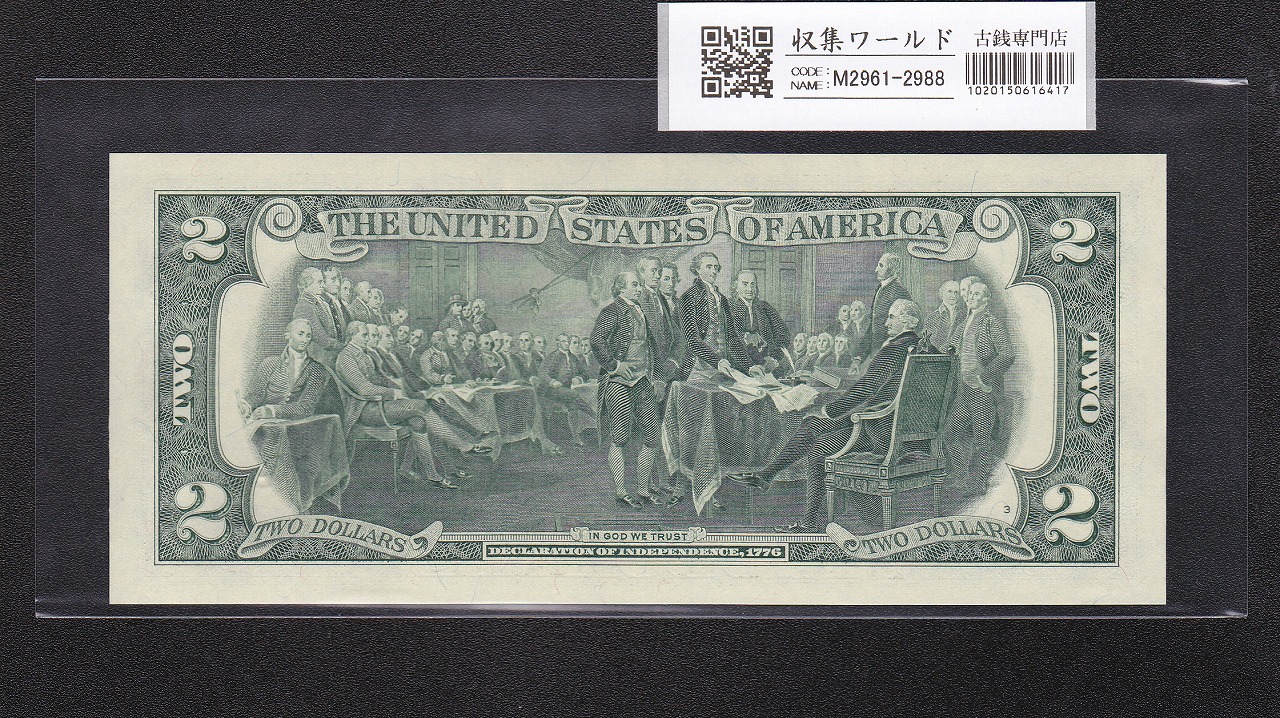 収集ワールド 古銭専門店
CODE:
NAME: M2961-2988
1020150616417
2 THE UNITED STATES OF AMERICA 2
TWO
TWO
2 2
3
TWO DOLLARS
IN GOD WE TRUST
TWO DOLLARS
DECLARATION OF INDEPENDENCE, 1776